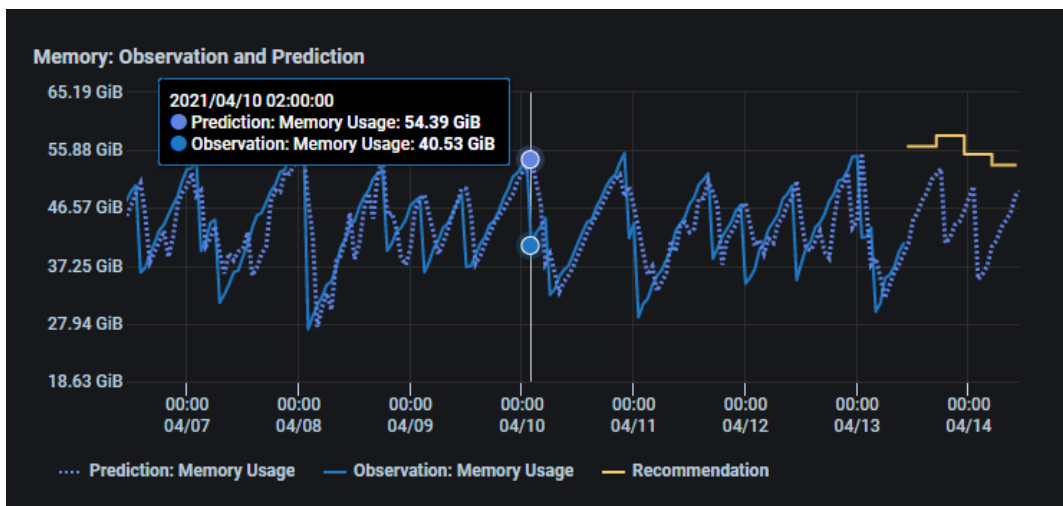 Memory: Observation and Prediction
65.19 GiB
2021/04/10 02:00:00
Prediction: Memory Usage: 54.39 GiB
Observation: Memory Usage: 40.53 GiB
55.88 GiB
46.57 GiB
37.25 GiB
27.94 GiB
18.63 GiB
00:00 00:00 00:00 00:00 00:00 00:00 00:00 00:00
04/07 04/08 04/09 04/10 04/11 04/12 04/13 04/14
Prediction: Memory Usage Observation: Memory Usage Recommendation